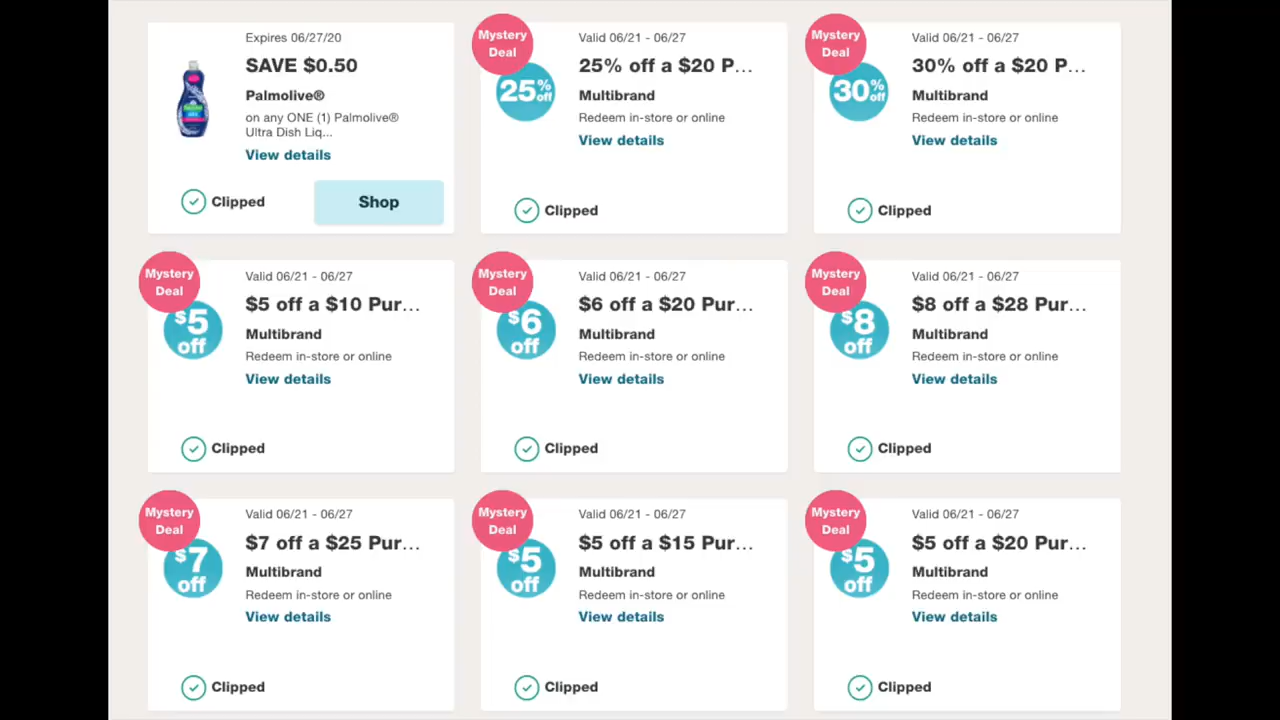 Expires 06/27/20
SAVE $0.50
Palmolive®
on any ONE (1) Palmolive®
Ultra Dish Liq...
View details
Clipped
Shop
Mystery
Deal
25% off
Valid 06/21 - 06/27
25% off a $20 P...
Multibrand
Redeem in-store or online
View details
Clipped
Mystery
Deal
30% off
Valid 06/21 - 06/27
30% off a $20 P...
Multibrand
Redeem in-store or online
View details
Clipped
Mystery
Deal
$5
off
Valid 06/21 - 06/27
$5 off a $10 Pur...
Multibrand
Redeem in-store or online
View details
Clipped
Mystery
Deal
$6
off
Valid 06/21 - 06/27
$6 off a $20 Pur...
Multibrand
Redeem in-store or online
View details
Clipped
Mystery
Deal
$8
off
Valid 06/21 - 06/27
$8 off a $28 Pur...
Multibrand
Redeem in-store or online
View details
Clipped
Mystery
Deal
$7
off
Valid 06/21 - 06/27
$7 off a $25 Pur...
Multibrand
Redeem in-store or online
View details
Clipped
Mystery
Deal
$5
off
Valid 06/21 - 06/27
$5 off a $15 Pur...
Multibrand
Redeem in-store or online
View details
Clipped
Mystery
Deal
$5
off
Valid 06/21 - 06/27
$5 off a $20 Pur...
Multibrand
Redeem in-store or online
View details
Clipped